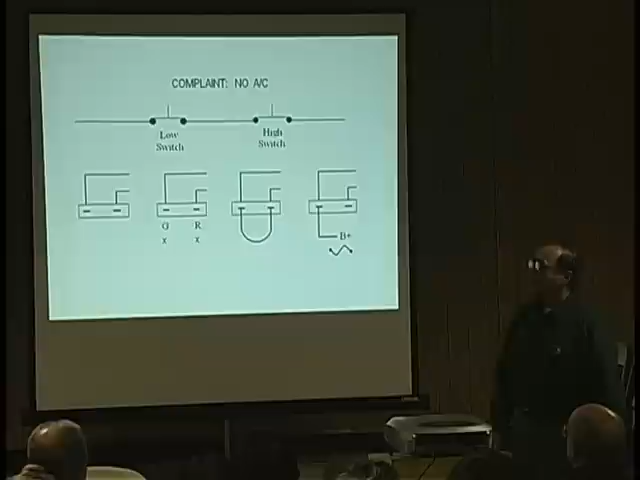 COMPLAINT: NO A/C
Low
Switch
High
Switch
R
x
x
B+